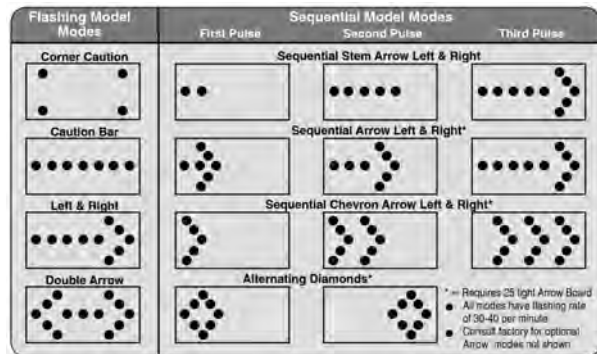 Flashing Model
Modes
Sequential Model Modes
First Pulse
Second Pulse
Third Pulse
Corner Caution
Sequential Stem Arrow Left & Right
Caution Bar
Sequential Arrow Left & Right*
Left & Right
Sequential Chevron Arrow Left & Right*
Double Arrow
Alternating Diamonds*
* = Requires 25 light Arrow Board
● All modes have flashing rate
of 30-40 per minute
● Consult factory for optional
Arrow modes not shown